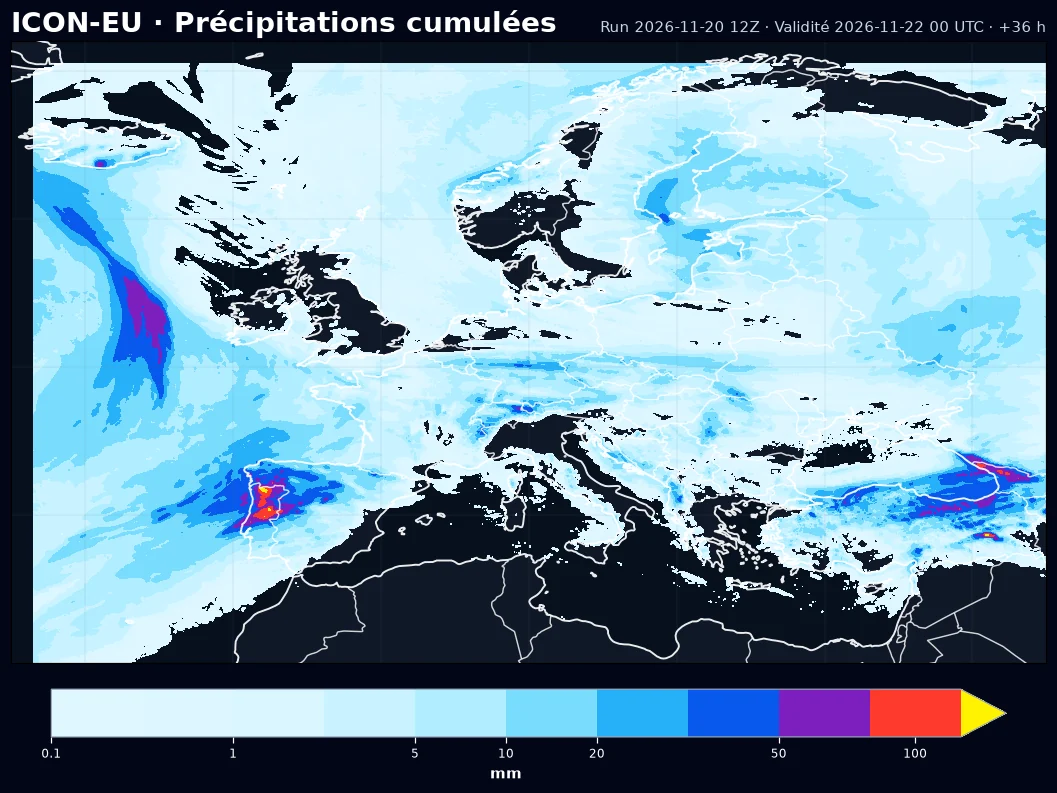 ICON-EU · Précipitations cumulées
Run 2026-11-20 12Z · Validité 2026-11-22 00 UTC · +36 h
0.1 1 5 10 20 50 100
mm